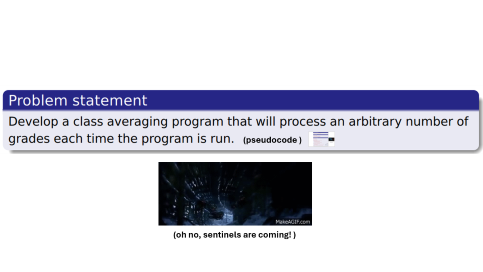 Problem statement
Develop a class averaging program that will process an arbitrary number of
grades each time the program is run. (pseudocode )
MakeAGIF.com
(oh no, sentinels are coming! )